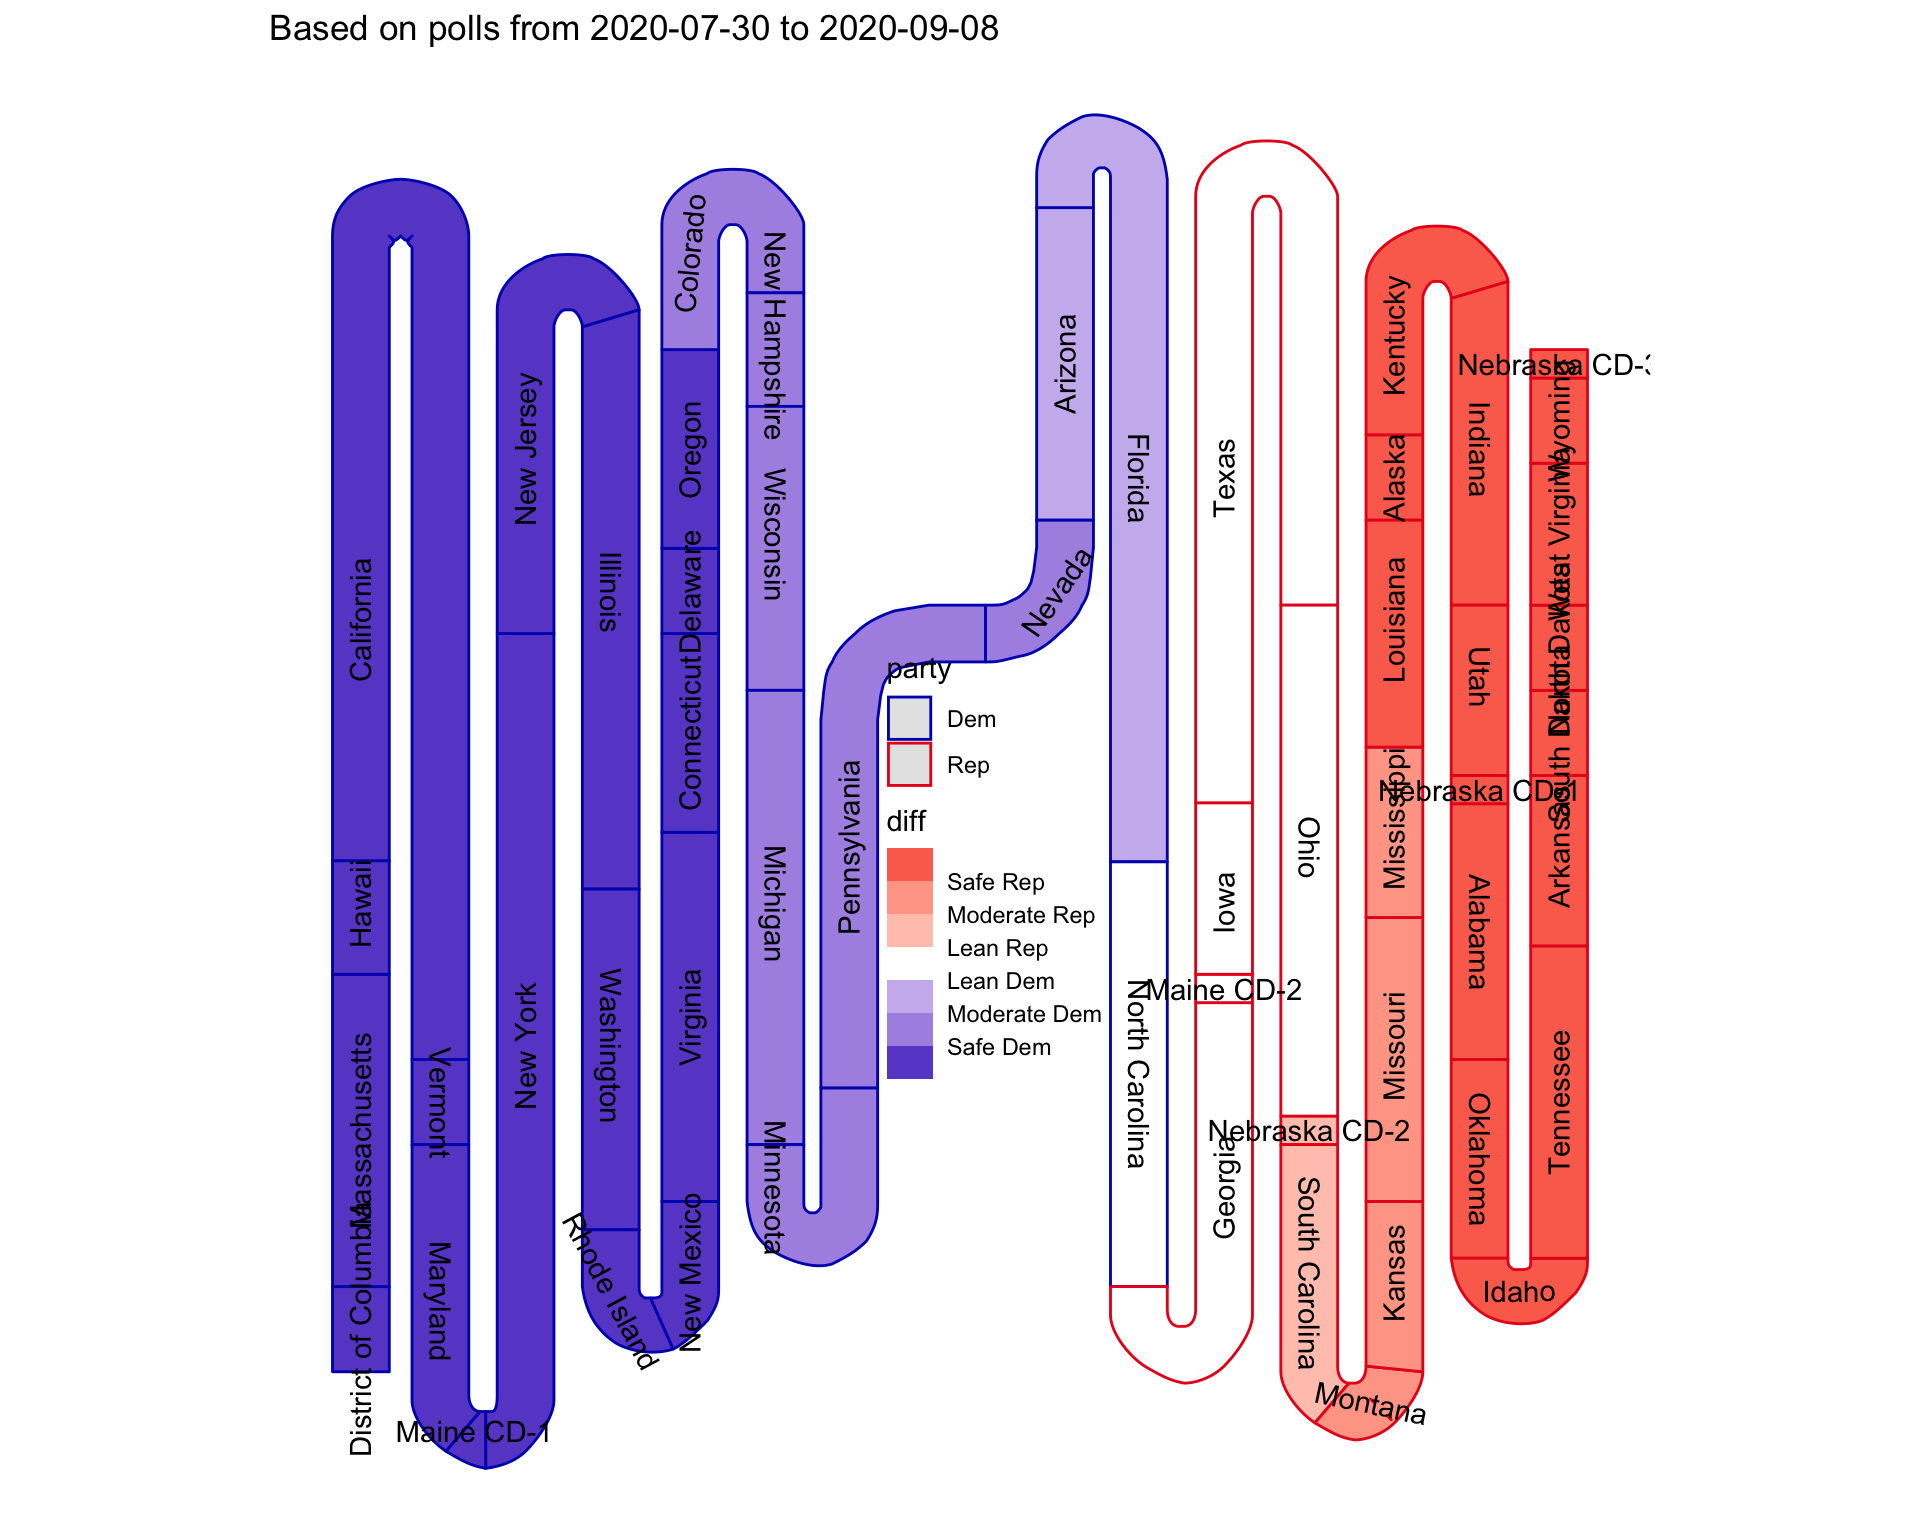 Based on polls from 2020-07-30 to 2020-09-08
District of Columbia
Massachusetts
Hawaii
California
Vermont
Maryland
Maine CD-1
New York
New Jersey
Illinois
Washington
Rhode Island
New Mexico
Virginia
Connecticut
Delaware
Oregon
Colorado
New Hampshire
Wisconsin
Michigan
Minnesota
Pennsylvania
Nevada
Arizona
Florida
North Carolina
Georgia
Maine CD-2
Iowa
Texas
Ohio
Nebraska CD-2
South Carolina
Montana
Kansas
Missouri
Mississippi
Louisiana
Alaska
Kentucky
Indiana
Utah
Nebraska CD-1
Alabama
Oklahoma
Idaho
Tennessee
Arkansas
South Dakota
North Dakota
West Virginia
Wyoming
Nebraska CD-3
party
Dem
Rep
diff
Safe Rep
Moderate Rep
Lean Rep
Lean Dem
Moderate Dem
Safe Dem